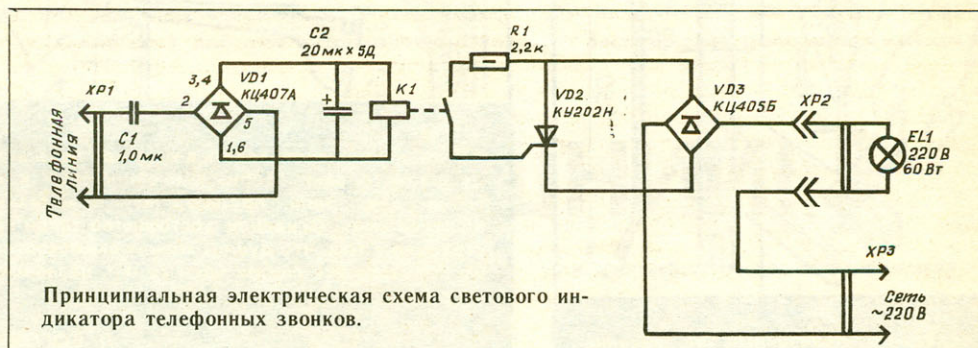 C2
20мк × 50
R1
2,2к
XP1
2
3,4
VD1
КЦ407А
5
1,6
C1
1,0мк
Телефонная
линия
K1
VD2
КУ202Н
VD3
КЦ405Б
XP2
EL1
220 В
60 Вт
XP3
Сеть
~220 В
Принципиальная электрическая схема светового ин-
дикатора телефонных звонков.